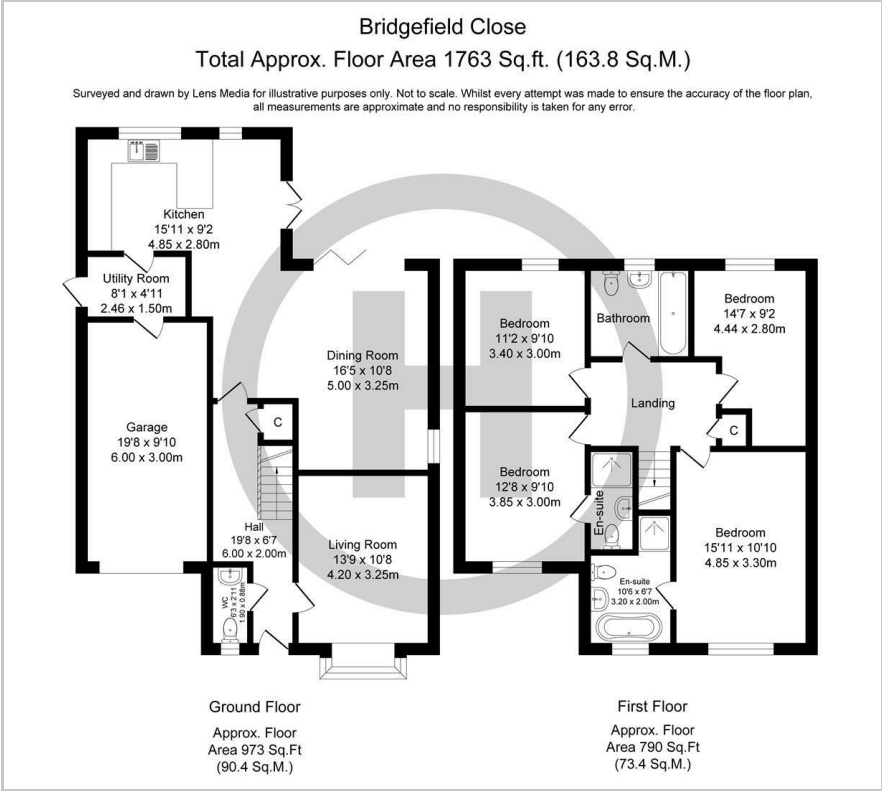 Bridgefield Close
Total Approx. Floor Area 1763 Sq.ft. (163.8 Sq.M.)
Surveyed and drawn by Lens Media for illustrative purposes only. Not to scale. Whilst every attempt was made to ensure the accuracy of the floor plan,
all measurements are approximate and no responsibility is taken for any error.
Kitchen
15'11 x 9'2
4.85 x 2.80m
Utility Room
8'1 x 4'11
2.46 x 1.50m
Dining Room
16'5 x 10'8
5.00 x 3.25m
Garage
19'8 x 9'10
6.00 x 3.00m
C
Hall
19'8 x 6'7
6.00 x 2.00m
Living Room
13'9 x 10'8
4.20 x 3.25m
WC
6'3 x 2'11
1.90 x 0.88m
Ground Floor
Approx. Floor
Area 973 Sq.Ft
(90.4 Sq.M.)
Bedroom
11'2 x 9'10
3.40 x 3.00m
Bathroom
Bedroom
14'7 x 9'2
4.44 x 2.80m
Landing
C
Bedroom
12'8 x 9'10
3.85 x 3.00m
En-suite
Bedroom
15'11 x 10'10
4.85 x 3.30m
En-suite
10'6 x 6'7
3.20 x 2.00m
First Floor
Approx. Floor
Area 790 Sq.Ft
(73.4 Sq.M.)
H